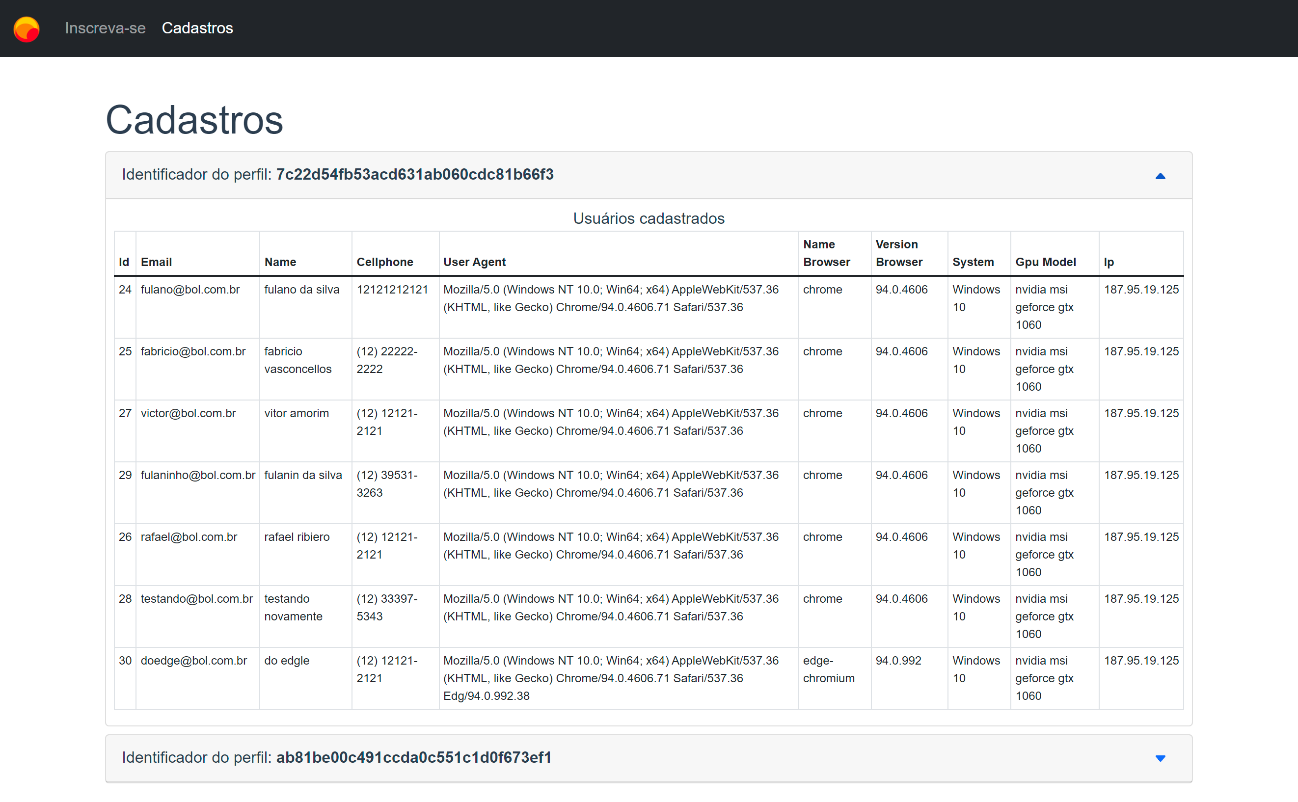 Inscreva-se Cadastros
Cadastros
Identificador do perfil: 7c22d54fb53acd631ab060cdc81b66f3
Usuários cadastrados
Id Email Name Cellphone User Agent Name Browser Version Browser System Gpu Model Ip
24 fulano@bol.com.br fulano da silva 12121212121 Mozilla/5.0 (Windows NT 10.0; Win64; x64) AppleWebKit/537.36 (KHTML, like Gecko) Chrome/94.0.4606.71 Safari/537.36 chrome 94.0.4606 Windows 10 nvidia msi geforce gtx 1060 187.95.19.125
25 fabricio@bol.com.br fabricio vasconcellos (12) 22222-2222 Mozilla/5.0 (Windows NT 10.0; Win64; x64) AppleWebKit/537.36 (KHTML, like Gecko) Chrome/94.0.4606.71 Safari/537.36 chrome 94.0.4606 Windows 10 nvidia msi geforce gtx 1060 187.95.19.125
27 victor@bol.com.br vitor amorim (12) 12121-2121 Mozilla/5.0 (Windows NT 10.0; Win64; x64) AppleWebKit/537.36 (KHTML, like Gecko) Chrome/94.0.4606.71 Safari/537.36 chrome 94.0.4606 Windows 10 nvidia msi geforce gtx 1060 187.95.19.125
29 fulaninho@bol.com.br fulanin da silva (12) 39531-3263 Mozilla/5.0 (Windows NT 10.0; Win64; x64) AppleWebKit/537.36 (KHTML, like Gecko) Chrome/94.0.4606.71 Safari/537.36 chrome 94.0.4606 Windows 10 nvidia msi geforce gtx 1060 187.95.19.125
26 rafael@bol.com.br rafael ribiero (12) 12121-2121 Mozilla/5.0 (Windows NT 10.0; Win64; x64) AppleWebKit/537.36 (KHTML, like Gecko) Chrome/94.0.4606.71 Safari/537.36 chrome 94.0.4606 Windows 10 nvidia msi geforce gtx 1060 187.95.19.125
28 testando@bol.com.br testando novamente (12) 33397-5343 Mozilla/5.0 (Windows NT 10.0; Win64; x64) AppleWebKit/537.36 (KHTML, like Gecko) Chrome/94.0.4606.71 Safari/537.36 chrome 94.0.4606 Windows 10 nvidia msi geforce gtx 1060 187.95.19.125
30 doedge@bol.com.br do edgle (12) 12121-2121 Mozilla/5.0 (Windows NT 10.0; Win64; x64) AppleWebKit/537.36 (KHTML, like Gecko) Chrome/94.0.4606.71 Safari/537.36 Edg/94.0.992.38 edge-chromium 94.0.992 Windows 10 nvidia msi geforce gtx 1060 187.95.19.125
Identificador do perfil: ab81be00c491ccda0c551c1d0f673ef1